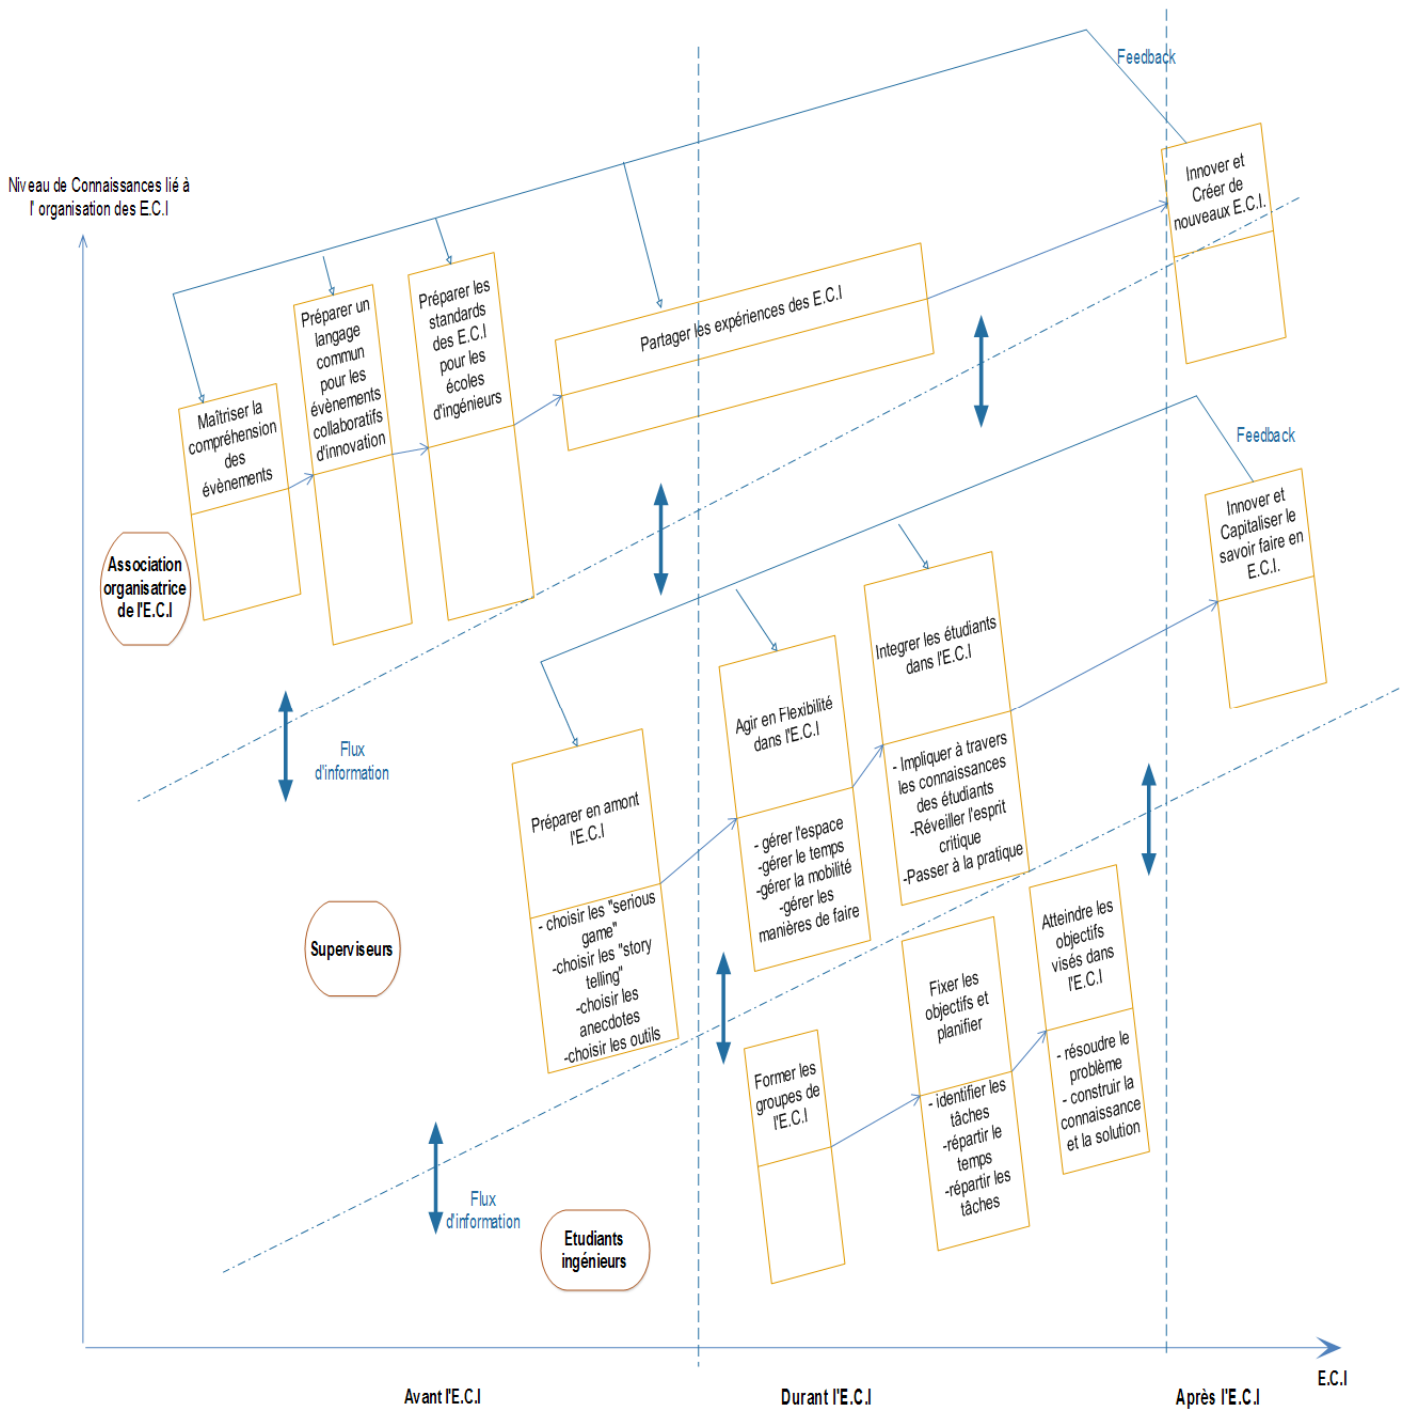 Feedback
Niveau de Connaissances lié à
l' organisation des E.C.I
Innover et
Créer de
nouveaux E.C.I.
Préparer un
langage
commun
pour les
évènements
collaboratifs
d'innovation
Préparer les
standards
des E.C.I
pour les
écoles
d'ingénieurs
Partager les expériences des E.C.I
Maîtriser la
compréhension
des
évènements
Association
organisatrice
de l'E.C.I
Feedback
Innover et
Capitaliser le
savoir faire en
E.C.I.
Integrer les étudiants
dans l'E.C.I
- Impliquer à travers
les connaissances
des étudiants
-Réveiller l'esprit
critique
-Passer à la pratique
Agir en Flexibilité
dans l'E.C.I
- gérer l'espace
-gérer le temps
-gérer la mobilité
-gérer les
manières de faire
Flux
d'information
Préparer en amont
l'E.C.I
- choisir les "serious
game"
-choisir les "story
telling"
-choisir les
anecdotes
-choisir les outils
Superviseurs
Atteindre les
objectifs
visés dans
l'E.C.I
- résoudre le
problème
- construir la
connaissance
et la solution
Fixer les
objectifs et
planifier
- identifier les
tâches
-répartir le
temps
-répartir les
tâches
Former les
groupes de
l'E.C.I
Flux
d'information
Etudiants
ingénieurs
E.C.I
Avant l'E.C.I
Durant l'E.C.I
Après l'E.C.I